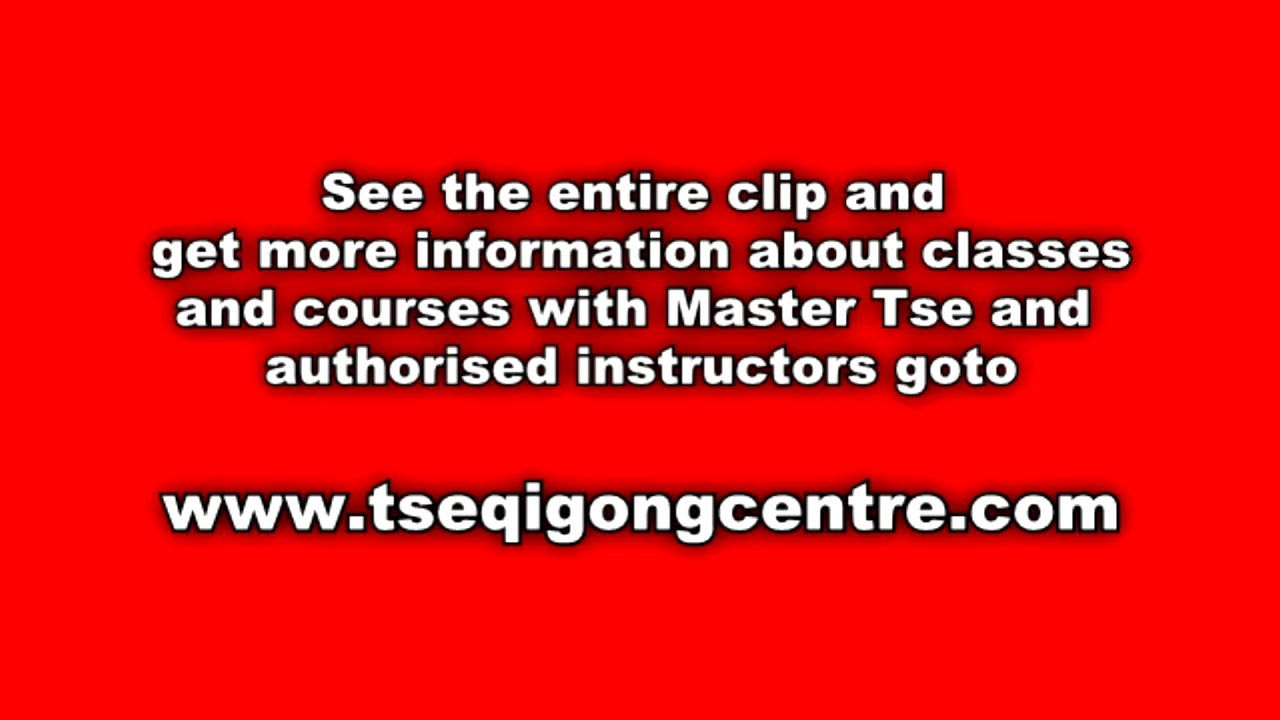 See the entire clip and
get more information about classes
and courses with Master Tse and
authorised instructors goto
www.tseqigongcentre.com